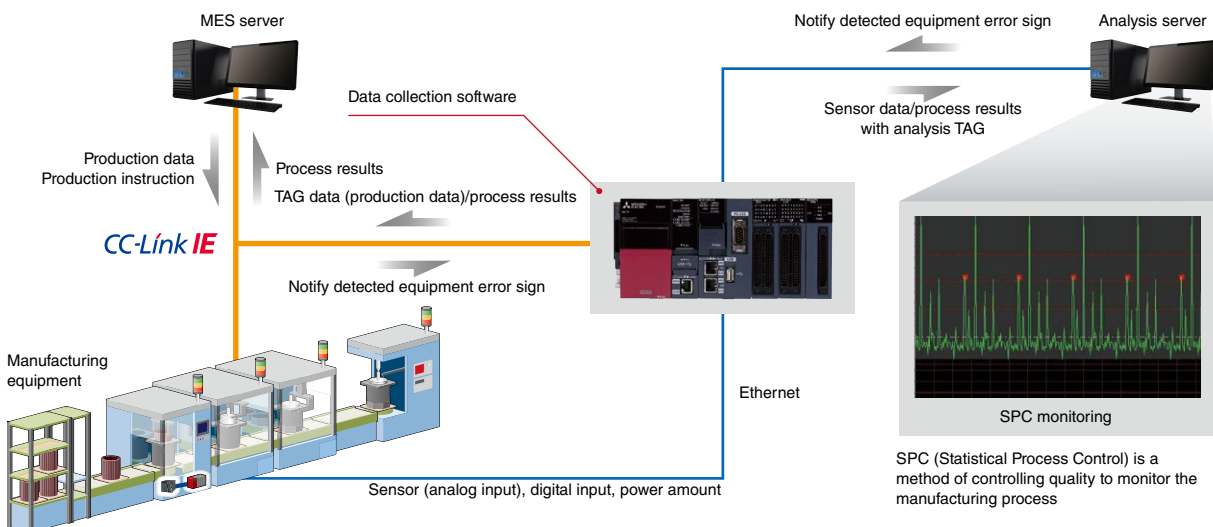 MES server
Notify detected equipment error sign
Analysis server
Data collection software
Sensor data/process results
with analysis TAG
Production data
Production instruction
Process results
TAG data (production data)/process results
CC-Link IE
Notify detected equipment error sign
Manufacturing
equipment
Ethernet
SPC monitoring
Sensor (analog input), digital input, power amount
SPC (Statistical Process Control) is a
method of controlling quality to monitor the
manufacturing process